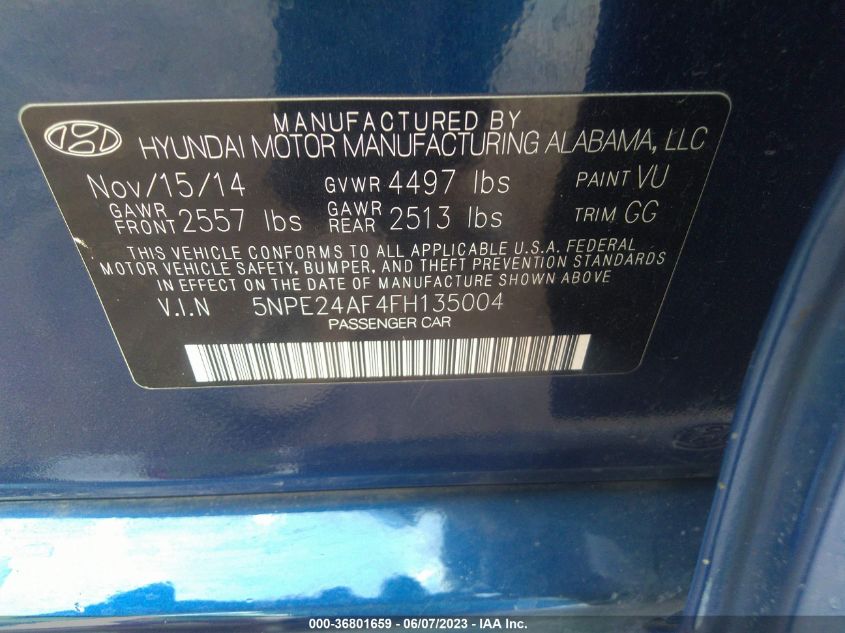 MANUFACTURED BY
HYUNDAI MOTOR MANUFACTURING ALABAMA, LLC
Nov/15/14 GVWR 4497 lbs PAINT VU
GAWR FRONT 2557 lbs GAWR REAR 2513 lbs TRIM GG
THIS VEHICLE CONFORMS TO ALL APPLICABLE U.S.A. FEDERAL
MOTOR VEHICLE SAFETY, BUMPER, AND THEFT PREVENTION STANDARDS
IN EFFECT ON THE DATE OF MANUFACTURE SHOWN ABOVE
V.I.N 5NPE24AF4FH135004
PASSENGER CAR
000-36801659 - 06/07/2023 - IAA Inc.